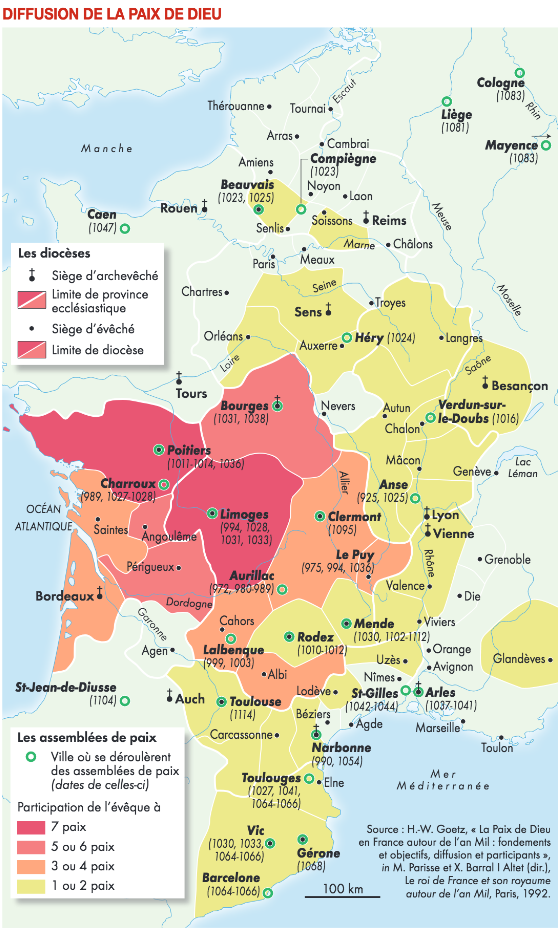 DIFFUSION DE LA PAIX DE DIEU
Cologne
(1083)
Rhin
Escaut
Thérouanne
Tournai
Liège
(1081)
Arras
Cambrai
Manche
Mayence
(1083)
Amiens
Compiègne
(1023)
Beauvais
(1023, 1025)
Noyon
Laon
Rouen
Caen
(1047)
Soissons
Reims
Meuse
Senlis
Marne
Châlons
Paris
Meaux
Les diocèses
Siège d'archevêché
Limite de province
ecclésiastique
Siège d'évêché
Limite de diocèse
Moselle
Chartres
Seine
Sens
Troyes
Orléans
Auxerre
Héry (1024)
Langres
Loire
Saône
Besançon
Tours
Bourges
(1031, 1038)
Nevers
Autun
Verdun-sur-
le-Doubs (1016)
Chalon
Poitiers
(1011-1014, 1036)
Mâcon
Lac
Léman
Genève
Charroux
(989, 1027-1028)
Allier
Anse
(925, 1025)
OCÉAN
ATLANTIQUE
Limoges
(994, 1028,
1031, 1033)
Clermont
(1095)
Lyon
Vienne
Saintes
Angoulême
Le Puy
(975, 994, 1036)
Rhône
Grenoble
Périgueux
Aurillac
(972, 980-989)
Valence
Die
Bordeaux
Dordogne
Garonne
Cahors
Mende
(1030, 1102-1112)
Viviers
Agen
Lalbenque
(999, 1003)
Rodez
(1010-1012)
Orange
Avignon
Uzès
Glandèves
Albi
Nîmes
St-Jean-de-Diusse
(1104)
Auch
Toulouse
(1114)
Lodève
St-Gilles
(1042-1044)
Arles
(1037-1041)
Béziers
Agde
Marseille
Carcassonne
Narbonne
(990, 1054)
Toulon
Les assemblées de paix
Ville où se déroulèrent
des assemblées de paix
(dates de celles-ci)
Participation de l'évêque à
7 paix
5 ou 6 paix
3 ou 4 paix
1 ou 2 paix
Toulouges
(1027, 1041,
1064-1066)
Elne
Mer
Méditerranée
Vic
(1030, 1033,
1064-1066)
Gérone
(1068)
Barcelone
(1064-1066)
100 km
Source : H.-W. Goetz, « La Paix de Dieu
en France autour de l'an Mil : fondements
et objectifs, diffusion et participants »,
in M. Parisse et X. Barral I Altet (dir.),
Le roi de France et son royaume
autour de l'an Mil, Paris, 1992.